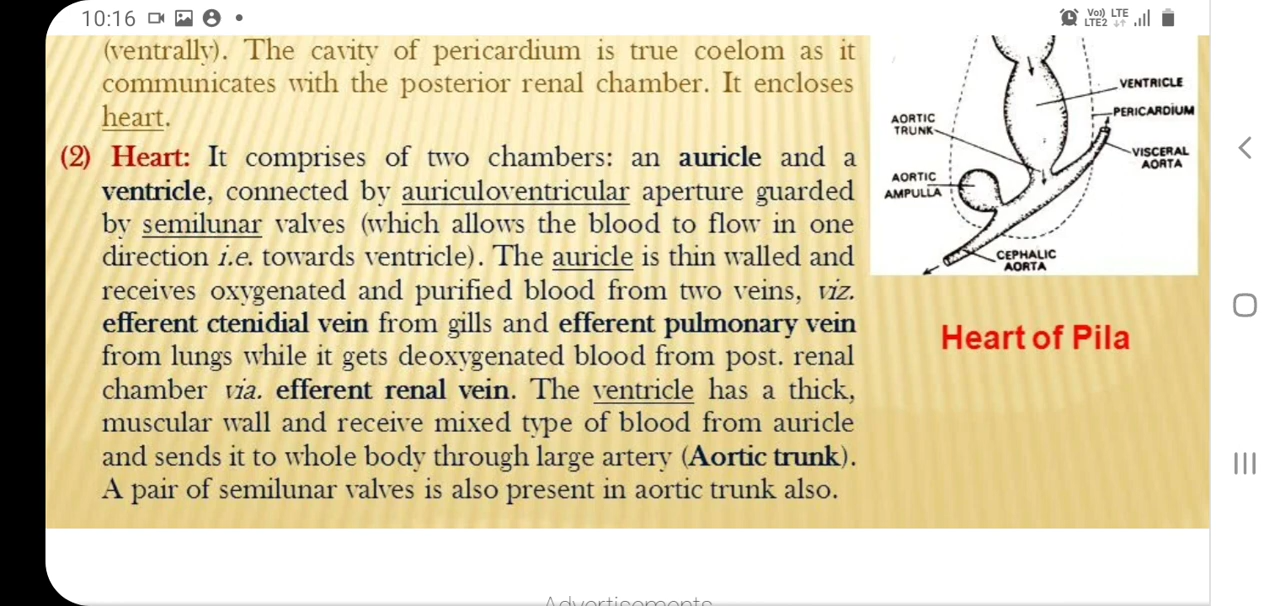 10:16
Vo)) LTE
LTE2
(ventrally). The cavity of pericardium is true coelom as it
communicates with the posterior renal chamber. It encloses
heart.
(2) Heart: It comprises of two chambers: an auricle and a
ventricle, connected by auriculoventricular aperture guarded
by semilunar valves (which allows the blood to flow in one
direction i.e. towards ventricle). The auricle is thin walled and
receives oxygenated and purified blood from two veins, viz.
efferent ctenidial vein from gills and efferent pulmonary vein
from lungs while it gets deoxygenated blood from post. renal
chamber via. efferent renal vein. The ventricle has a thick,
muscular wall and receive mixed type of blood from auricle
and sends it to whole body through large artery (Aortic trunk).
A pair of semilunar valves is also present in aortic trunk also.
VENTRICLE
PERICARDIUM
AORTIC
TRUNK
VISCERAL
AORTA
AORTIC
AMPULLA
CEPHALIC
AORTA
Heart of Pila
Advertisements